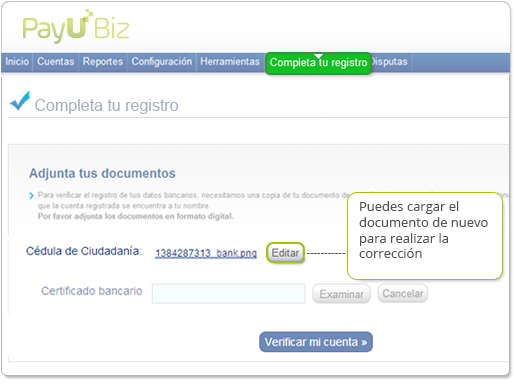 PayU Biz
Inicio Cuentas Reportes Configuración Herramientas Completa tu registro Disputas
Completa tu registro
Adjunta tus documentos
Para verificar el registro de tus datos bancarios, necesitamos una copia de tu documento de
que la cuenta registrada se encuentra a tu nombre.
Por favor adjunta los documentos en formato digital.
Puedes cargar el
documento de nuevo
para realizar la
corrección
Cédula de Ciudadanía: 1384287313_bank.png Editar
Certificado bancario Examinar Cancelar
Verificar mi cuenta »